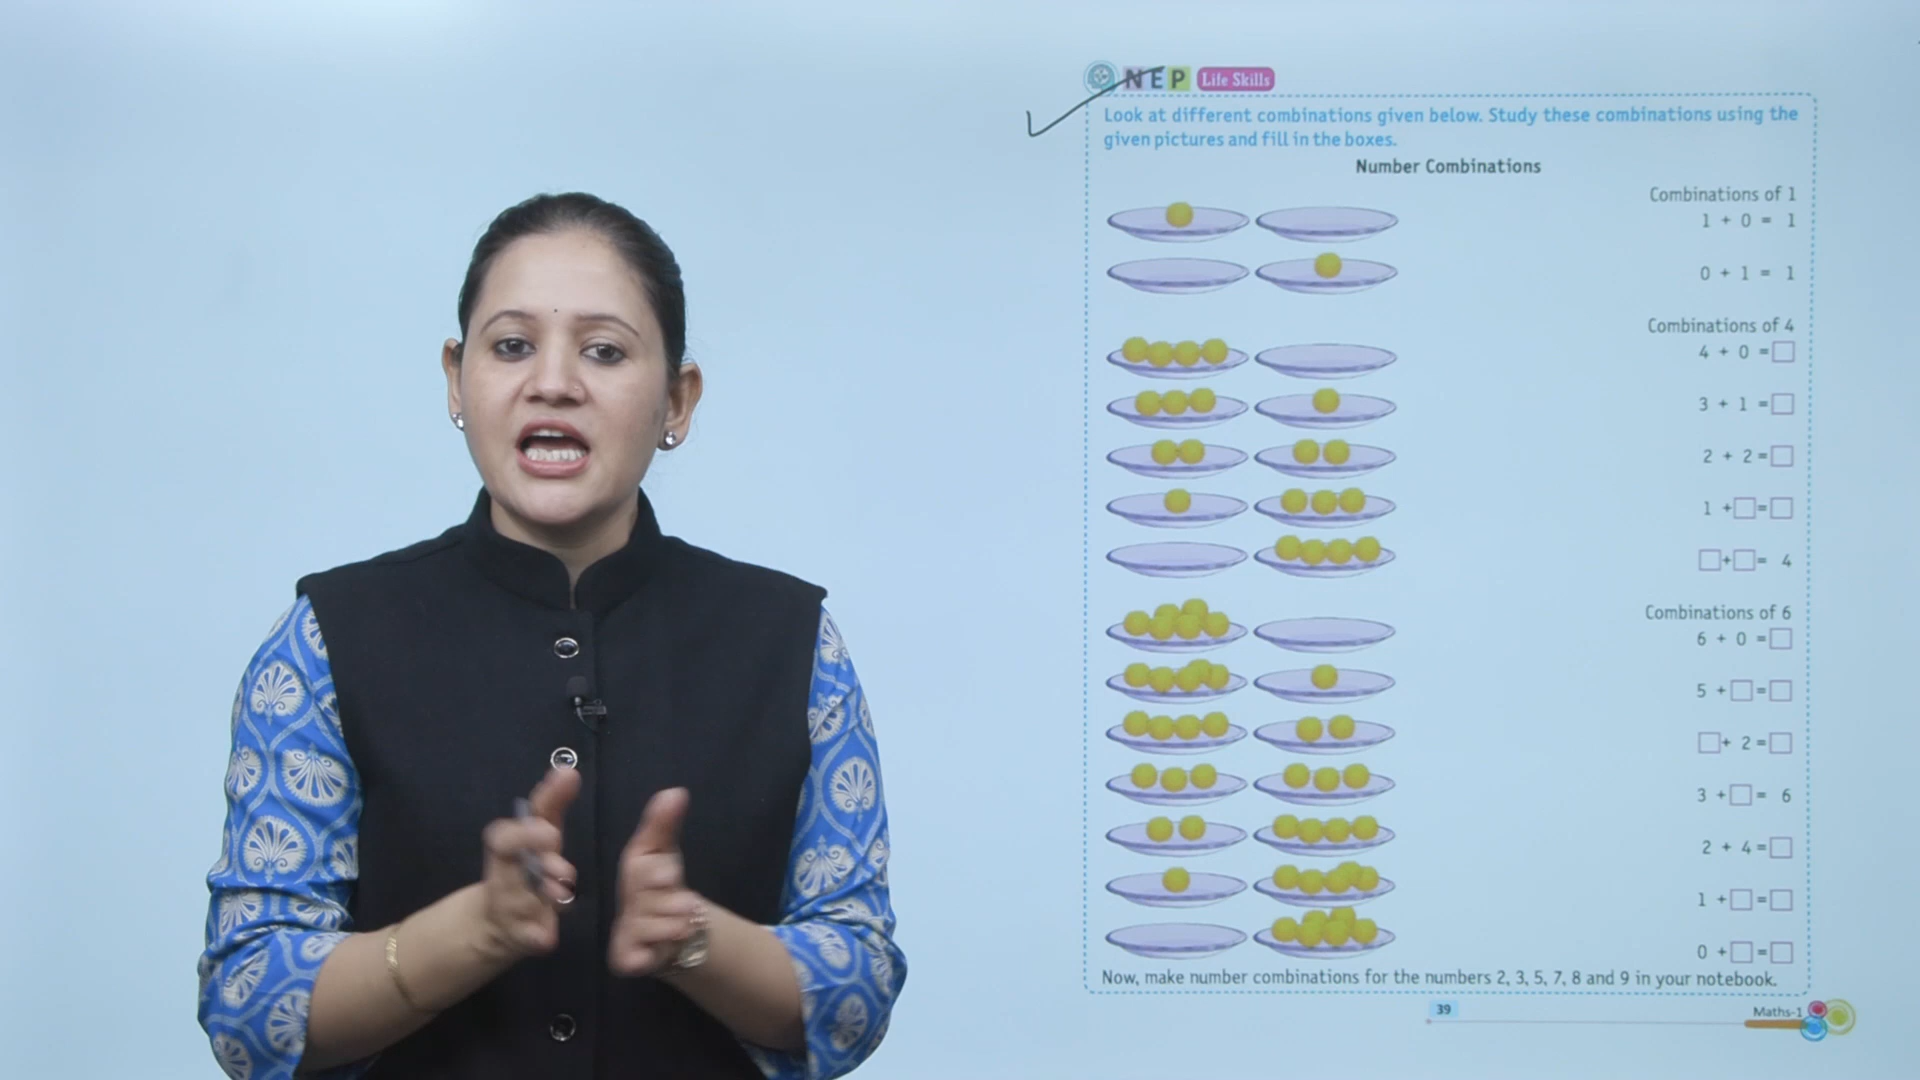 NEP Life Skills
Look at different combinations given below. Study these combinations using the
given pictures and fill in the boxes.
Number Combinations
Combinations of 1
1 + 0 = 1
0 + 1 = 1
Combinations of 4
4 + 0 = □
3 + 1 = □
2 + 2 = □
1 + □ = □
□ + □ = 4
Combinations of 6
6 + 0 = □
5 + □ = □
□ + 2 = □
3 + □ = 6
2 + 4 = □
1 + □ = □
0 + □ = □
Now, make number combinations for the numbers 2, 3, 5, 7, 8 and 9 in your notebook.
39
Maths-1